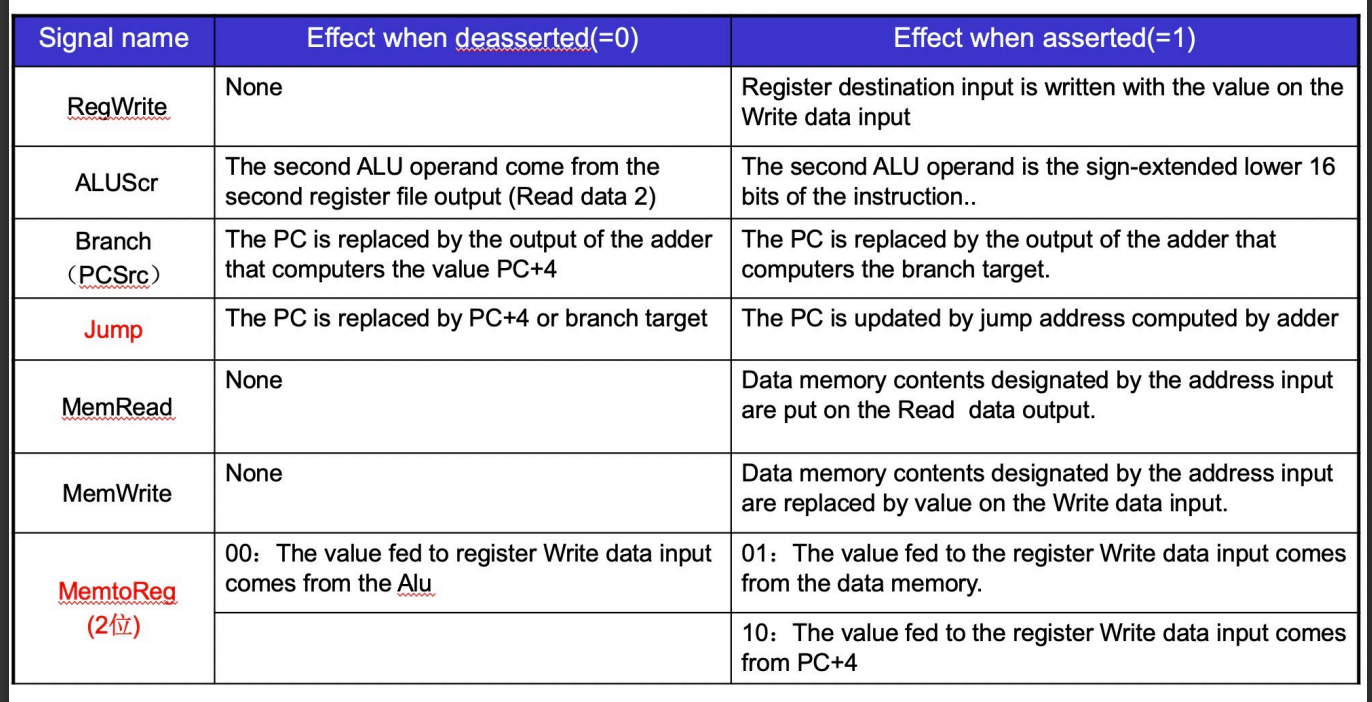 Signal name
Effect when deasserted(=0)
Effect when asserted(=1)
RegWrite
None
Register destination input is written with the value on the
Write data input
ALUScr
The second ALU operand come from the
second register file output (Read data 2)
The second ALU operand is the sign-extended lower 16
bits of the instruction..
Branch
（PCSrc）
The PC is replaced by the output of the adder
that computers the value PC+4
The PC is replaced by the output of the adder that
computers the branch target.
Jump
The PC is replaced by PC+4 or branch target
The PC is updated by jump address computed by adder
MemRead
None
Data memory contents designated by the address input
are put on the Read  data output.
MemWrite
None
Data memory contents designated by the address input
are replaced by value on the Write data input.
MemtoReg
(2位)
00：The value fed to register Write data input
comes from the Alu
01：The value fed to the register Write data input comes
from the data memory.
10：The value fed to the register Write data input comes
from PC+4